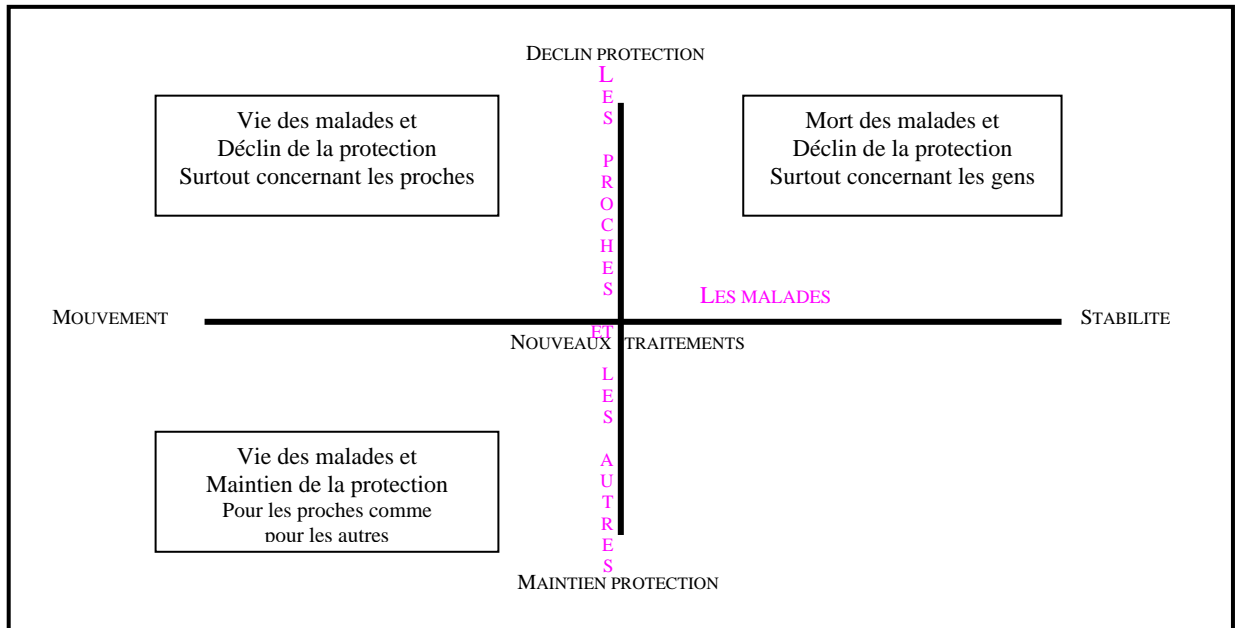 DECLIN PROTECTION
Vie des malades et
Déclin de la protection
Surtout concernant les proches
Mort des malades et
Déclin de la protection
Surtout concernant les gens
LES PROCHES ET LES AUTRES
LES MALADES
MOUVEMENT
STABILITE
NOUVEAUX TRAITEMENTS
Vie des malades et
Maintien de la protection
Pour les proches comme
pour les autres
MAINTIEN PROTECTION